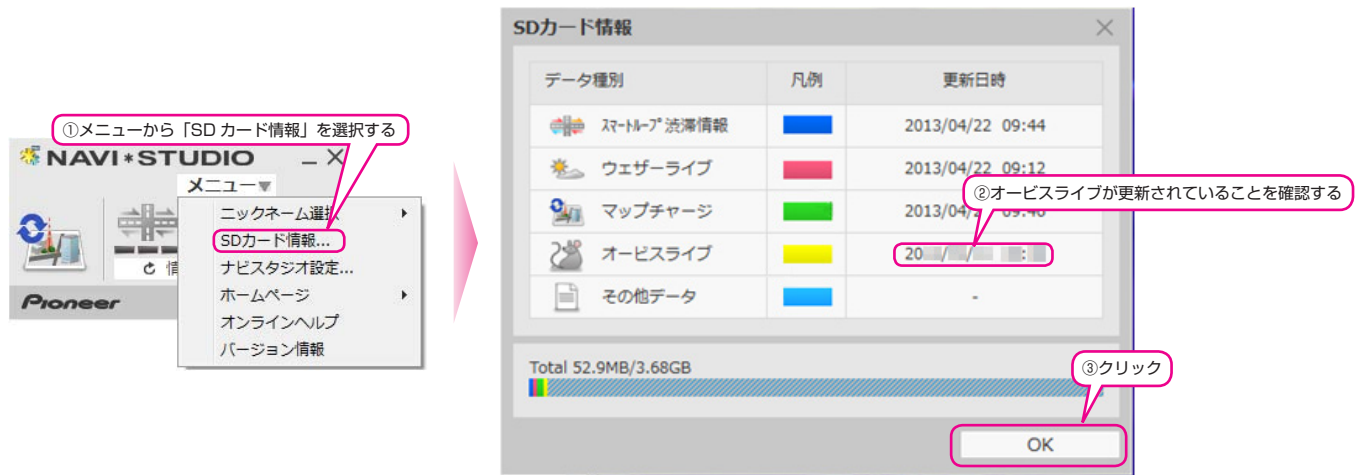 ①メニューから「SD カード情報」を選択する
NAVI*STUDIO
メニュー▼
ニックネーム選択
SDカード情報...
ナビスタジオ設定...
ホームページ
オンラインヘルプ
バージョン情報
Pioneer
SDカード情報
データ種別 凡例 更新日時
スマートループ渋滞情報 2013/04/22 09:44
ウェザーライブ 2013/04/22 09:12
②オービスライブが更新されていることを確認する
マップチャージ
オービスライブ 20 / / :
その他データ -
Total 52.9MB/3.68GB
③クリック
OK